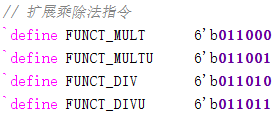 // 扩展乘除法指令
`define FUNCT_MULT 6'b011000
`define FUNCT_MULTU 6'b011001
`define FUNCT_DIV 6'b011010
`define FUNCT_DIVU 6'b011011